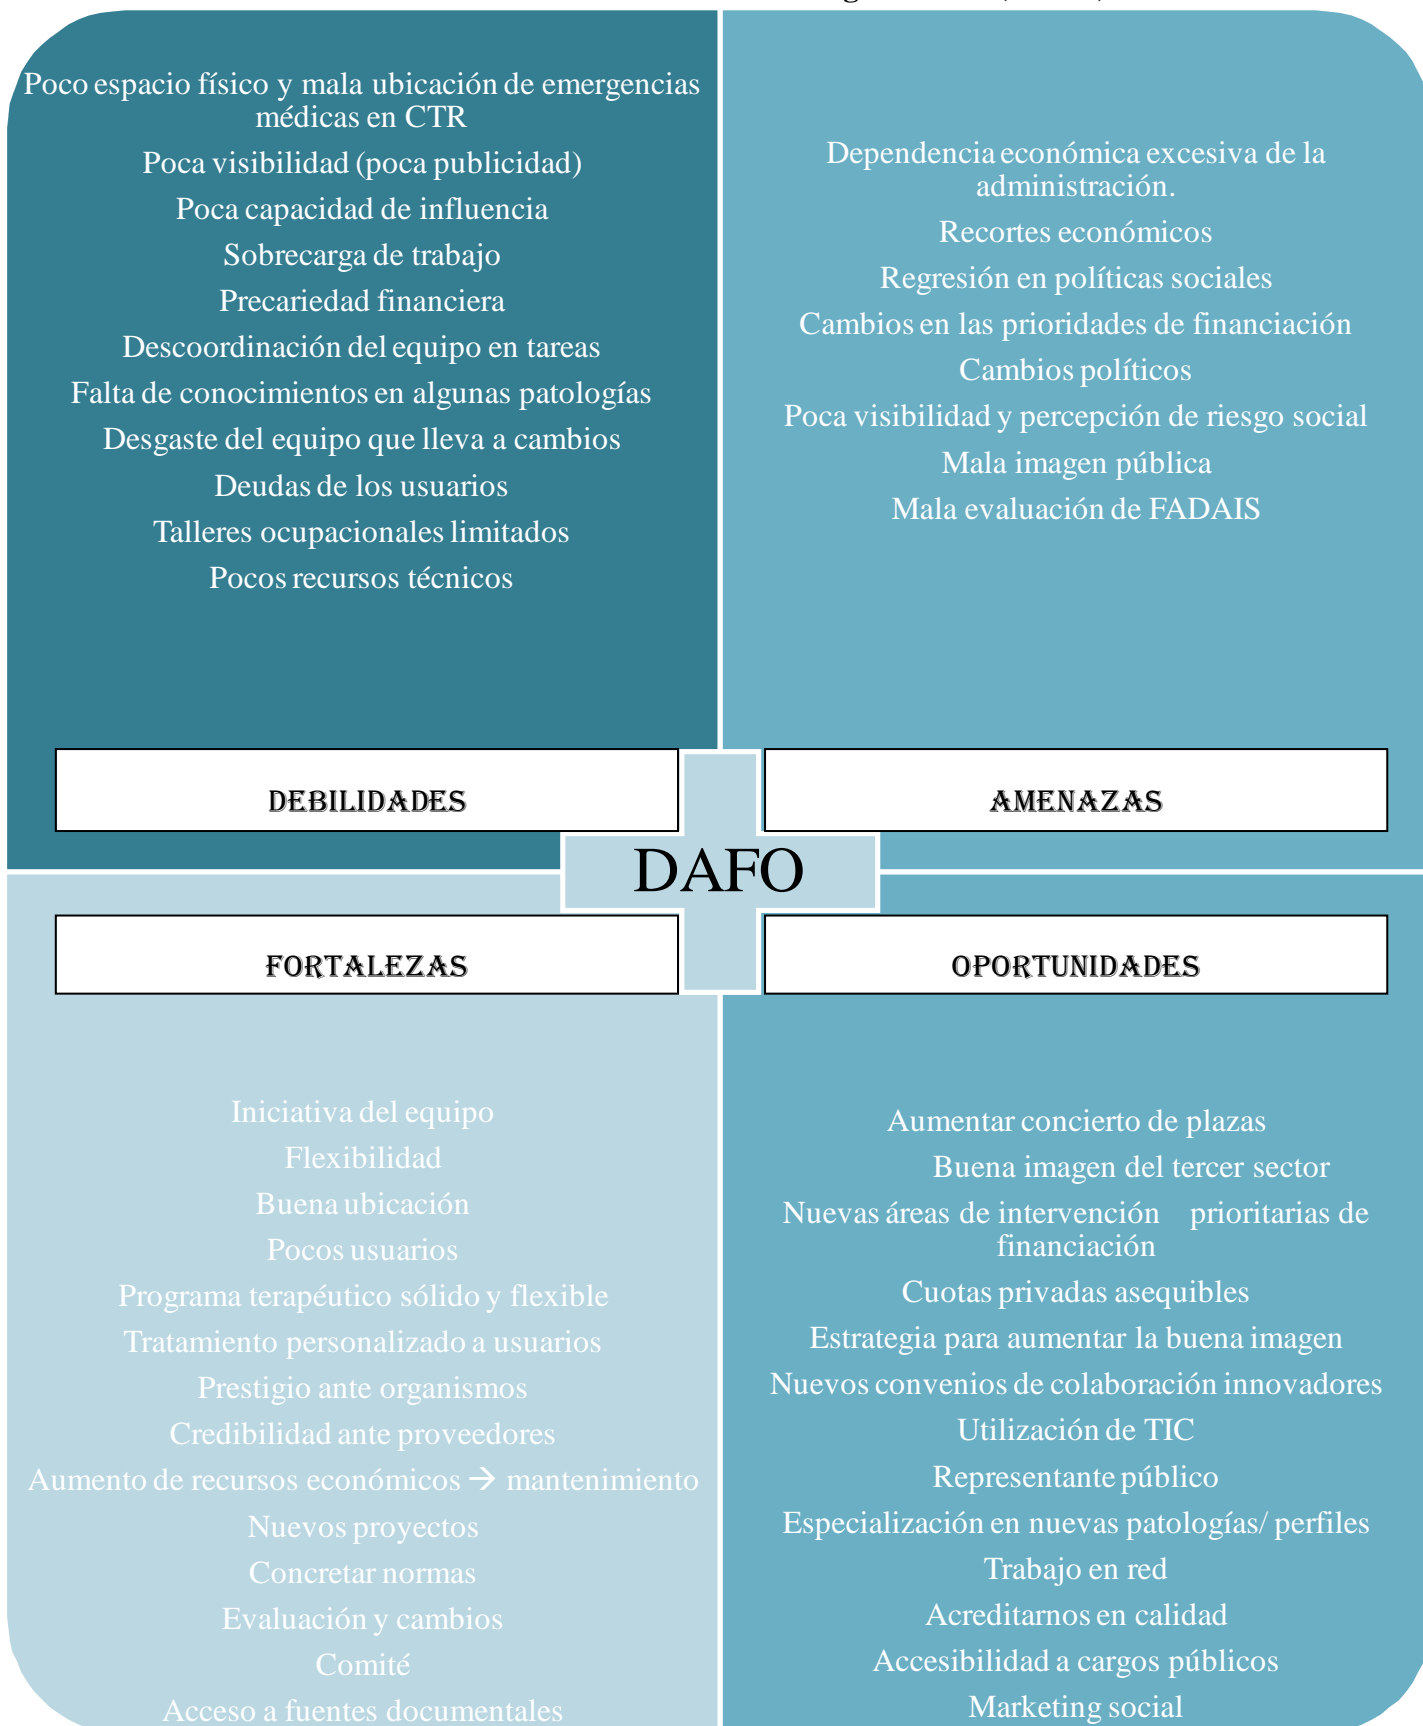 Poco espacio físico y mala ubicación de emergencias
médicas en CTR
Poca visibilidad (poca publicidad)
Poca capacidad de influencia
Sobrecarga de trabajo
Precariedad financiera
Descoordinación del equipo en tareas
Falta de conocimientos en algunas patologías
Desgaste del equipo que lleva a cambios
Deudas de los usuarios
Talleres ocupacionales limitados
Pocos recursos técnicos
Dependencia económica excesiva de la
administración.
Recortes económicos
Regresión en políticas sociales
Cambios en las prioridades de financiación
Cambios políticos
Poca visibilidad y percepción de riesgo social
Mala imagen pública
Mala evaluación de FADAIS
DEBILIDADES
AMENAZAS
DAFO
FORTALEZAS
OPORTUNIDADES
Iniciativa del equipo
Flexibilidad
Buena ubicación
Pocos usuarios
Programa terapéutico sólido y flexible
Tratamiento personalizado a usuarios
Prestigio ante organismos
Credibilidad ante proveedores
Aumento de recursos económicos → mantenimiento
Nuevos proyectos
Concretar normas
Evaluación y cambios
Comité
Acceso a fuentes documentales
Aumentar concierto de plazas
Buena imagen del tercer sector
Nuevas áreas de intervención prioritarias de
financiación
Cuotas privadas asequibles
Estrategia para aumentar la buena imagen
Nuevos convenios de colaboración innovadores
Utilización de TIC
Representante público
Especialización en nuevas patologías/ perfiles
Trabajo en red
Acreditarnos en calidad
Accesibilidad a cargos públicos
Marketing social